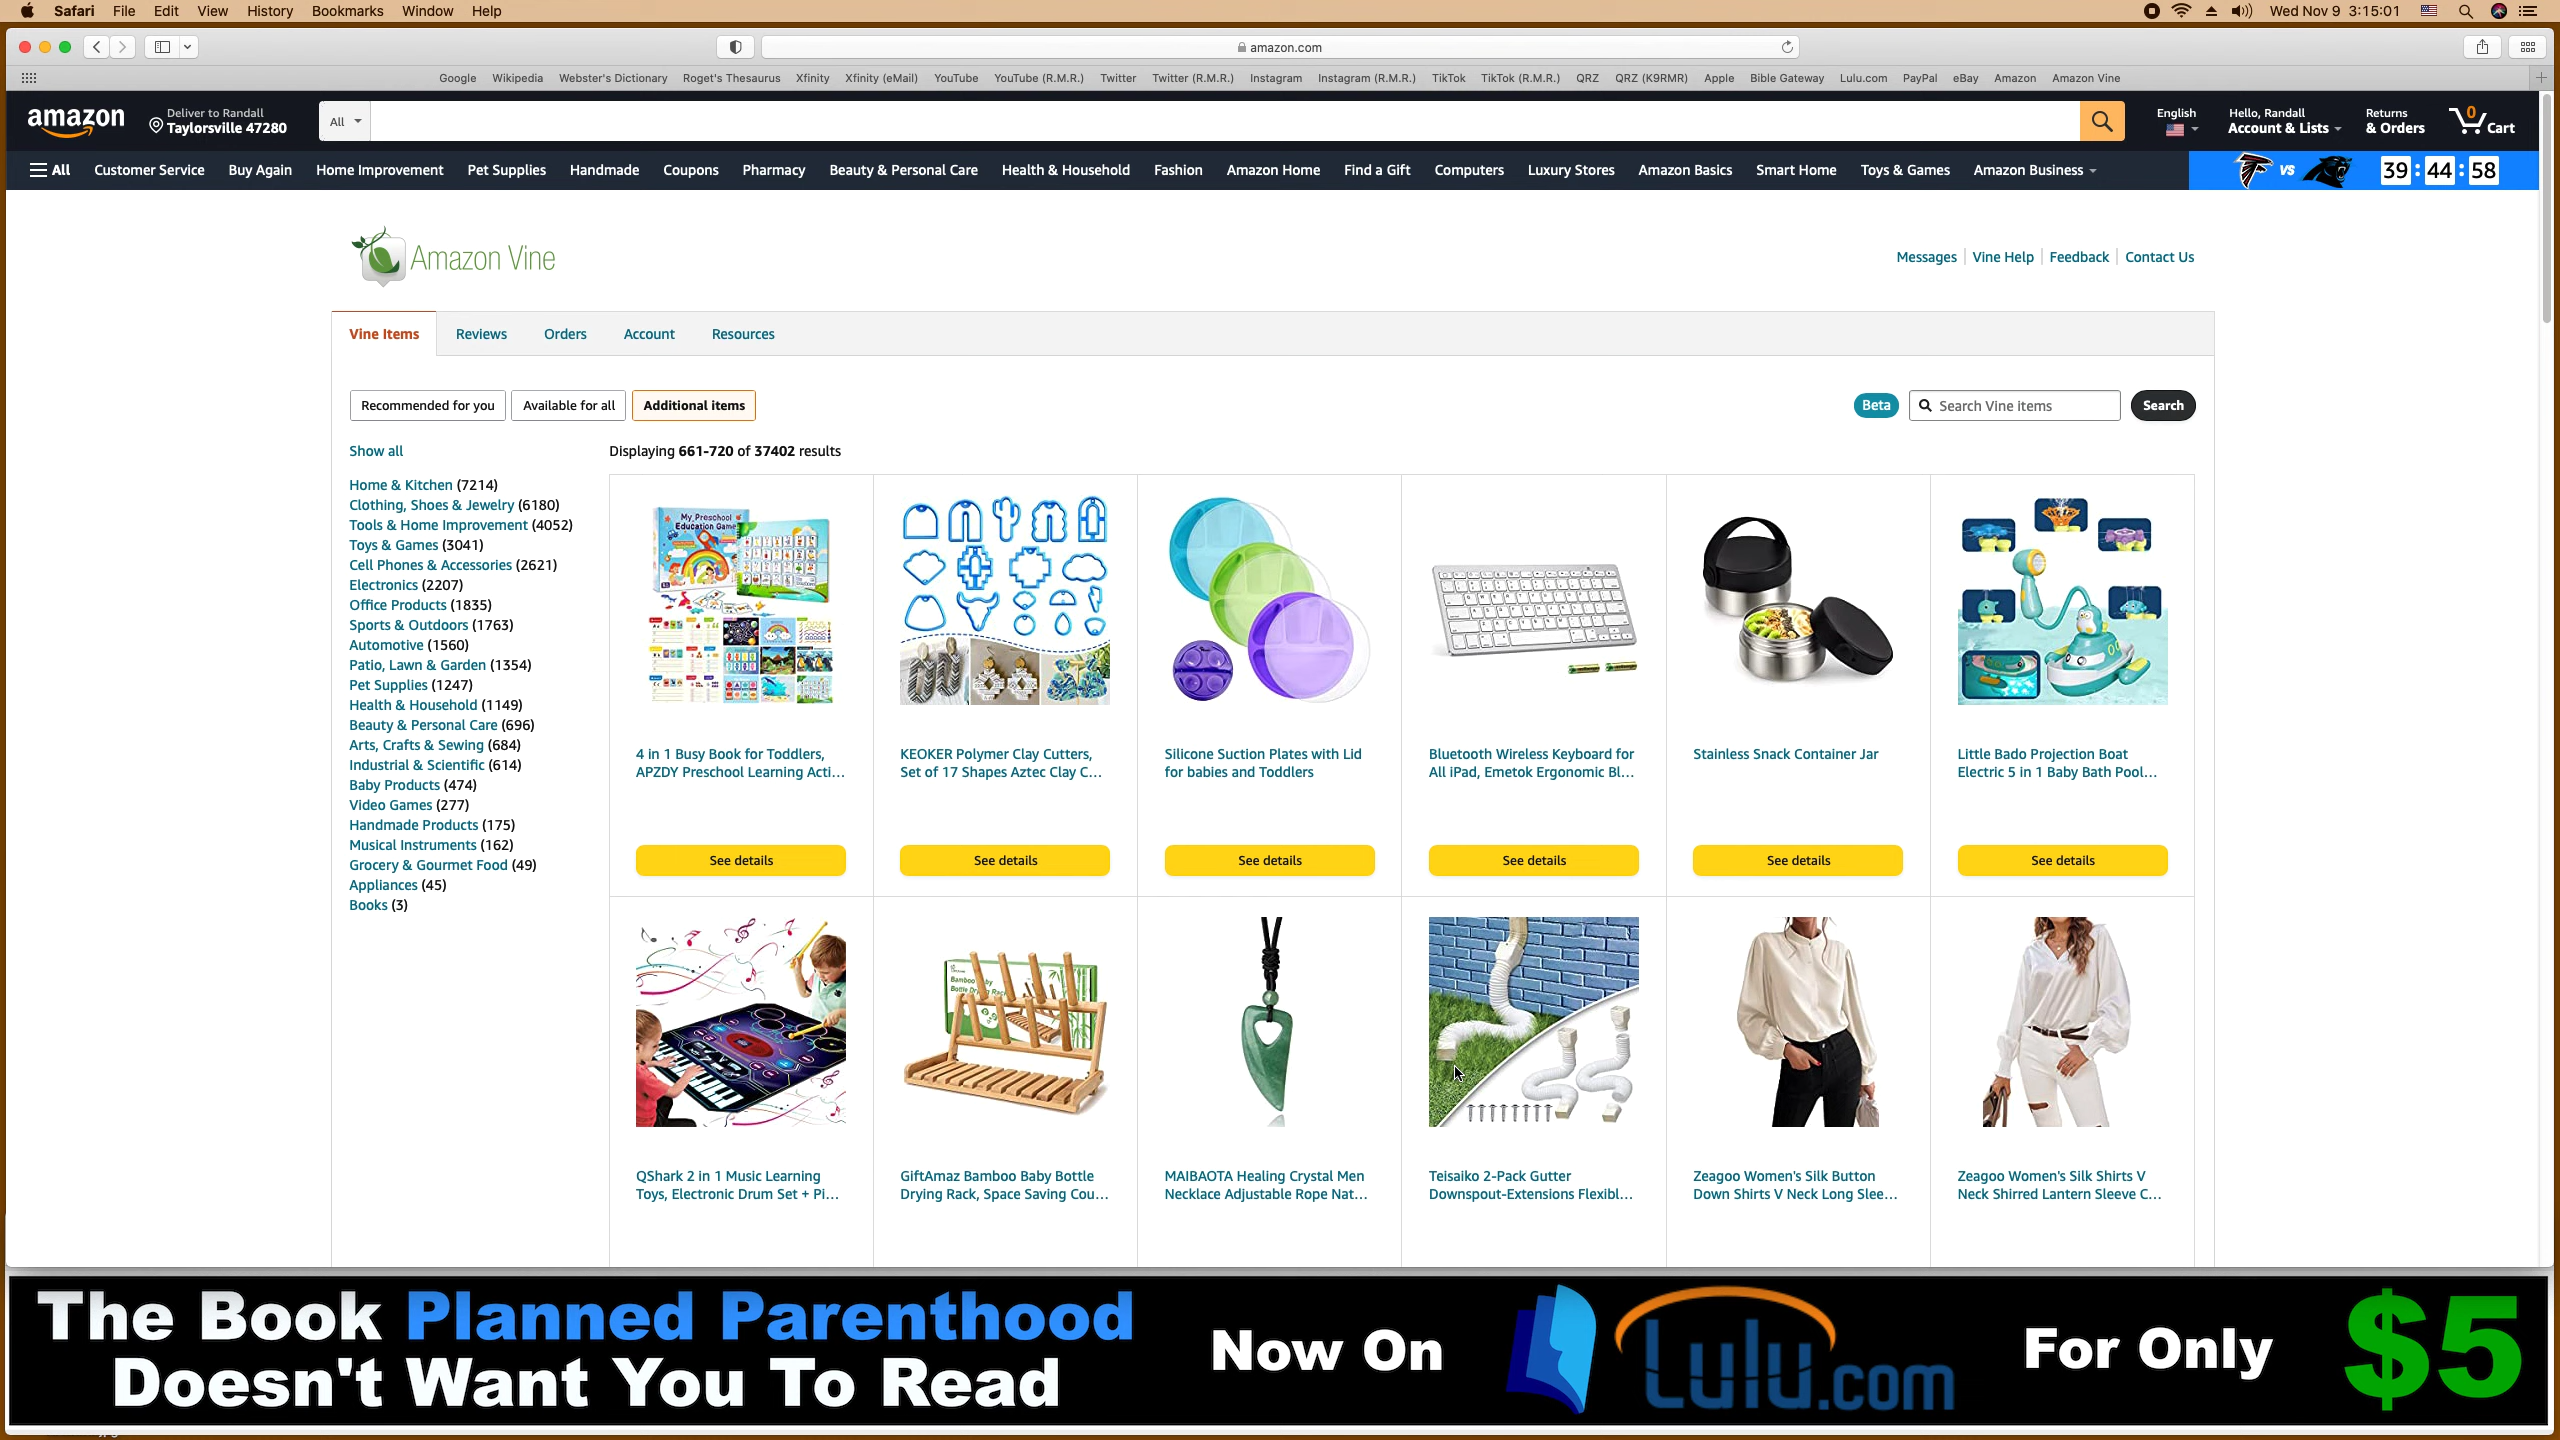 Safari File Edit View History Bookmarks Window Help Wed Nov 9 3:15:01
amazon.com
Google Wikipedia Webster's Dictionary Roget's Thesaurus Xfinity Xfinity (eMail) YouTube YouTube (R.M.R.) Twitter Twitter (R.M.R.) Instagram Instagram (R.M.R.) TikTok TikTok (R.M.R.) QRZ QRZ (K9RMR) Apple Bible Gateway Lulu.com PayPal eBay Amazon Amazon Vine
amazon
Deliver to Randall
Taylorsville 47280
All
English
Hello, Randall
Account & Lists
Returns
& Orders
0
Cart
All Customer Service Buy Again Home Improvement Pet Supplies Handmade Coupons Pharmacy Beauty & Personal Care Health & Household Fashion Amazon Home Find a Gift Computers Luxury Stores Amazon Basics Smart Home Toys & Games Amazon Business
VS 39:44:58
Amazon Vine
Messages Vine Help Feedback Contact Us
Vine Items Reviews Orders Account Resources
Recommended for you Available for all Additional items
Beta Search Vine items Search
Show all
Displaying 661-720 of 37402 results
Home & Kitchen (7214)
Clothing, Shoes & Jewelry (6180)
Tools & Home Improvement (4052)
Toys & Games (3041)
Cell Phones & Accessories (2621)
Electronics (2207)
Office Products (1835)
Sports & Outdoors (1763)
Automotive (1560)
Patio, Lawn & Garden (1354)
Pet Supplies (1247)
Health & Household (1149)
Beauty & Personal Care (696)
Arts, Crafts & Sewing (684)
Industrial & Scientific (614)
Baby Products (474)
Video Games (277)
Handmade Products (175)
Musical Instruments (162)
Grocery & Gourmet Food (49)
Appliances (45)
Books (3)
My Preschool
Education Game
4 in 1 Busy Book for Toddlers,
APZDY Preschool Learning Acti...
See details
KEOKER Polymer Clay Cutters,
Set of 17 Shapes Aztec Clay C...
See details
Silicone Suction Plates with Lid
for babies and Toddlers
See details
Bluetooth Wireless Keyboard for
All iPad, Emetok Ergonomic Bl...
See details
Stainless Snack Container Jar
See details
Little Bado Projection Boat
Electric 5 in 1 Baby Bath Pool...
See details
QShark 2 in 1 Music Learning
Toys, Electronic Drum Set + Pi...
Bamboo Baby
Bottle Drying Rack
GiftAmaz Bamboo Baby Bottle
Drying Rack, Space Saving Cou...
MAIBAOTA Healing Crystal Men
Necklace Adjustable Rope Nat...
Teisaiko 2-Pack Gutter
Downspout-Extensions Flexibl...
Zeagoo Women's Silk Button
Down Shirts V Neck Long Slee...
Zeagoo Women's Silk Shirts V
Neck Shirred Lantern Sleeve C...
The Book Planned Parenthood
Doesn't Want You To Read
Now On
Lulu.com
For Only
$5